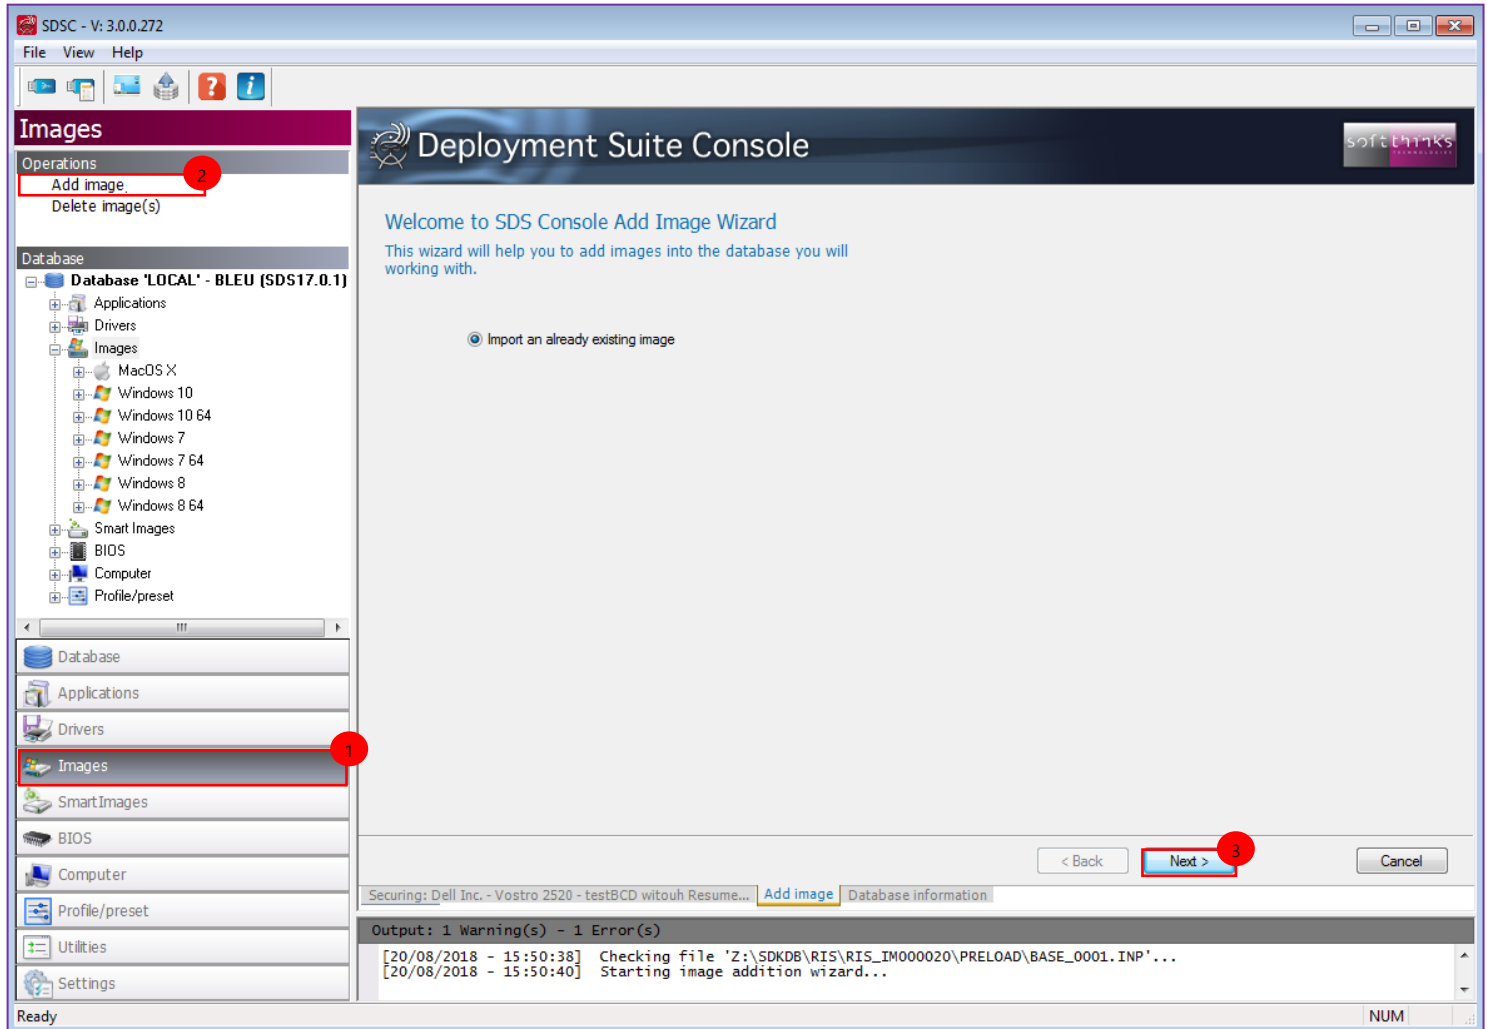 SDSC - V: 3.0.0.272
File View Help
Images
Operations
2
Add image
Delete image(s)
Database
Database 'LOCAL' - BLEU (SDS17.0.1)
Applications
Drivers
Images
MacOS X
Windows 10
Windows 10 64
Windows 7
Windows 7 64
Windows 8
Windows 8 64
Smart Images
BIOS
Computer
Profile/preset
Database
Applications
Drivers
1
Images
SmartImages
BIOS
Computer
Profile/preset
Utilities
Settings
Deployment Suite Console
softthinks
TECHNOLOGIES
Welcome to SDS Console Add Image Wizard
This wizard will help you to add images into the database you will
working with.
Import an already existing image
3
< Back Next > Cancel
Securing: Dell Inc. - Vostro 2520 - testBCD witouh Resume... Add image Database information
Output: 1 Warning(s) - 1 Error(s)
[20/08/2018 - 15:50:38] Checking file 'Z:\SDKDB\RIS\RIS_IM000020\PRELOAD\BASE_0001.INP'...
[20/08/2018 - 15:50:40] Starting image addition wizard...
Ready NUM